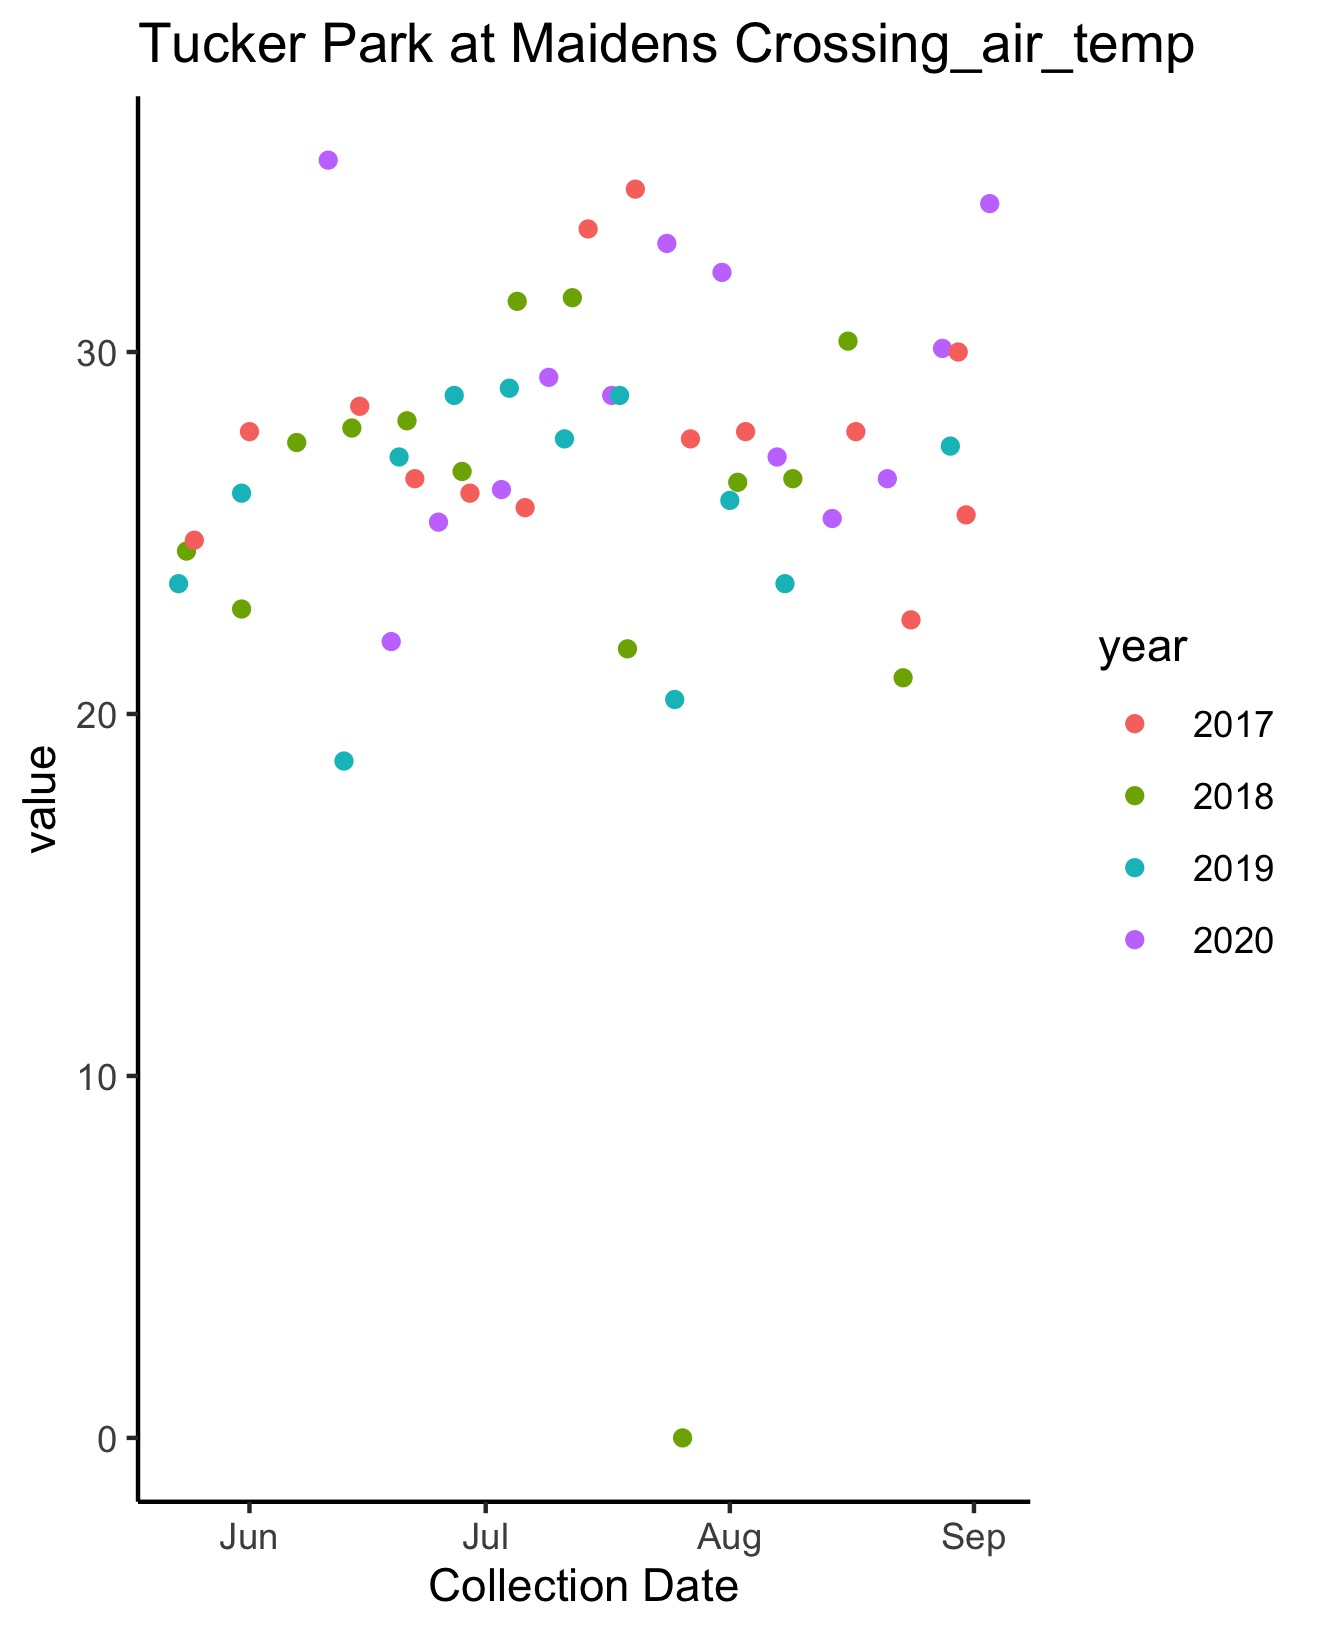 Tucker Park at Maidens Crossing_air_temp
30
20
10
0
value
Jun Jul Aug Sep
Collection Date
year
2017
2018
2019
2020